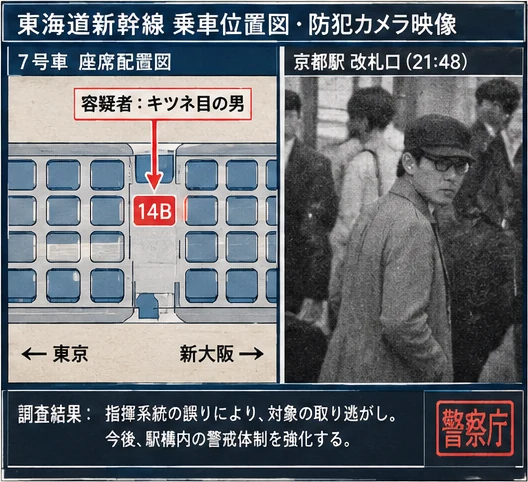 東海道新幹線 乗車位置図・防犯カメラ映像
7号車 座席配置図
容疑者：キツネ目の男
14B
← 東京
新大阪 →
京都駅 改札口（21:48）
調査結果： 指揮系統の誤りにより、対象の取り逃がし。
今後、駅構内の警戒体制を強化する。
警察庁